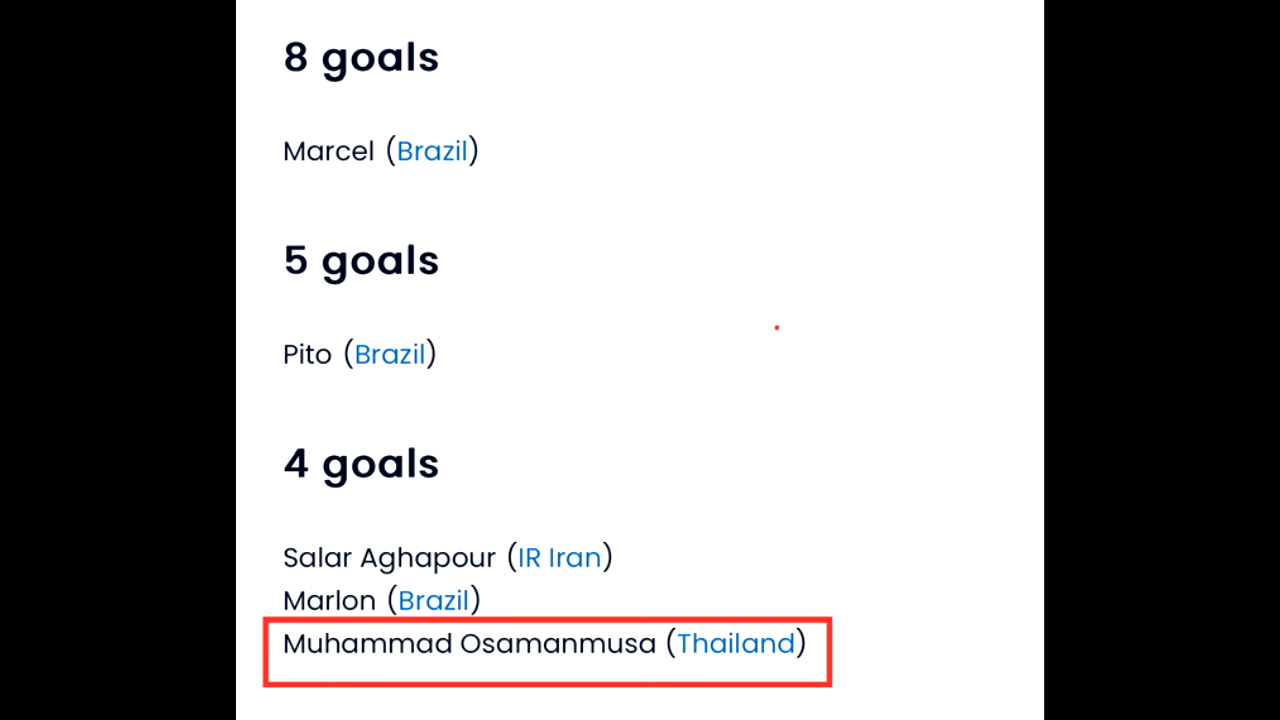 8 goals
Marcel (Brazil)
5 goals
Pito (Brazil)
4 goals
Salar Aghapour (IR Iran)
Marlon (Brazil)
Muhammad Osamanmusa (Thailand)